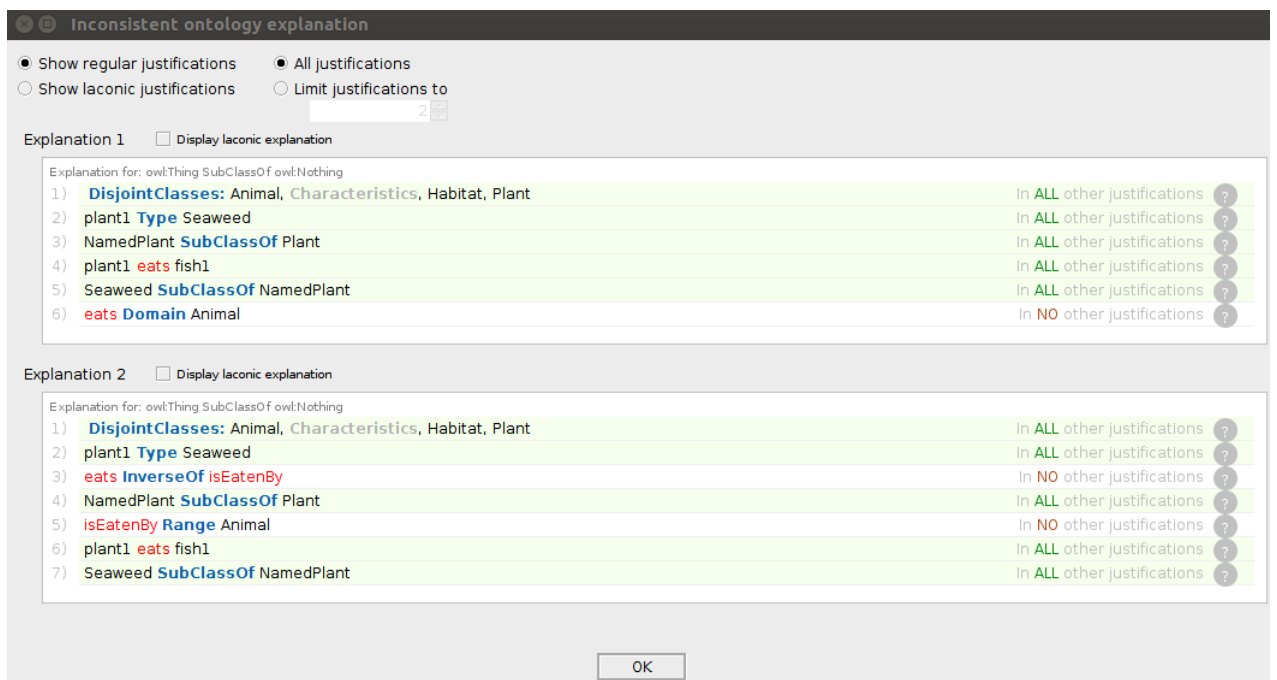 Inconsistent ontology explanation
Show regular justifications All justifications
Show laconic justifications Limit justifications to
2
Explanation 1 Display laconic explanation
Explanation for: owl:Thing SubClassOf owl:Nothing
1) DisjointClasses: Animal, Characteristics, Habitat, Plant In ALL other justifications ?
2) plant1 Type Seaweed In ALL other justifications ?
3) NamedPlant SubClassOf Plant In ALL other justifications ?
4) plant1 eats fish1 In ALL other justifications ?
5) Seaweed SubClassOf NamedPlant In ALL other justifications ?
6) eats Domain Animal In NO other justifications ?
Explanation 2 Display laconic explanation
Explanation for: owl:Thing SubClassOf owl:Nothing
1) DisjointClasses: Animal, Characteristics, Habitat, Plant In ALL other justifications ?
2) plant1 Type Seaweed In ALL other justifications ?
3) eats InverseOf isEatenBy In NO other justifications ?
4) NamedPlant SubClassOf Plant In ALL other justifications ?
5) isEatenBy Range Animal In NO other justifications ?
6) plant1 eats fish1 In ALL other justifications ?
7) Seaweed SubClassOf NamedPlant In ALL other justifications ?
OK